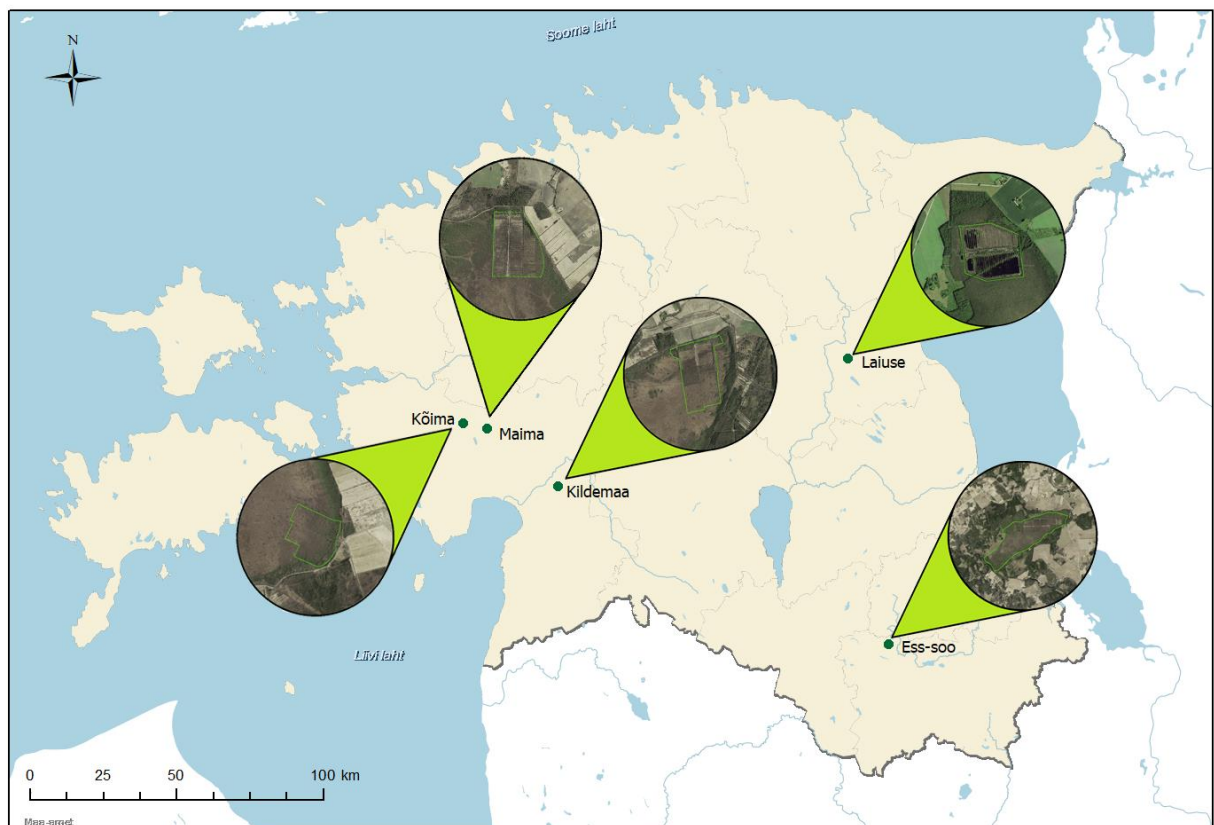 Soome laht
N
Laiuse
Kõima
Maima
Kildemaa
Ess-soo
Liivi laht
0 25 50 100 km
Maa-amet